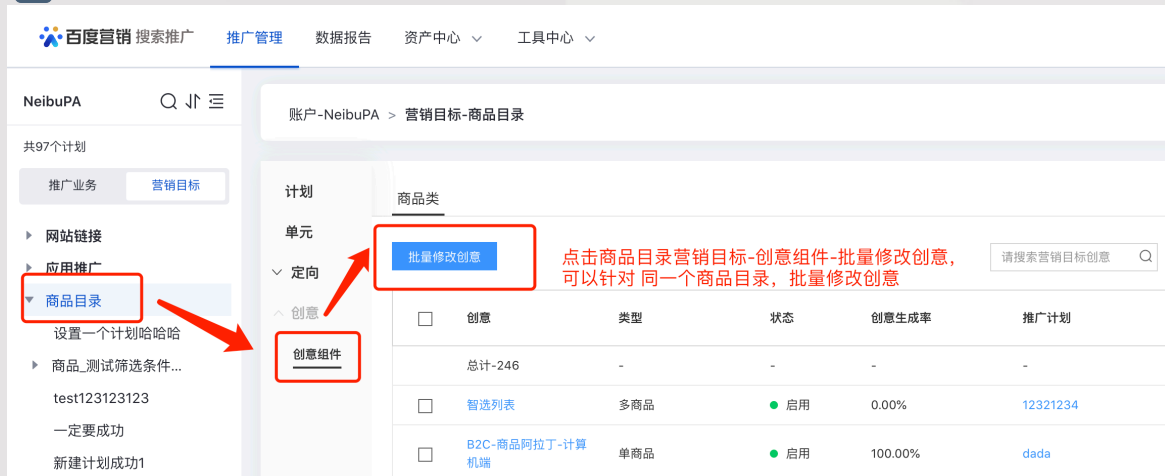 百度营销 搜索推广 推广管理 数据报告 资产中心 工具中心
NeibuPA
账户-NeibuPA > 营销目标-商品目录
共97个计划
推广业务 营销目标
网站链接
应用推广
商品目录
设置一个计划哈哈哈
商品_测试筛选条件...
test123123123
一定要成功
新建计划成功1
计划
单元
定向
创意
创意组件
商品类
批量修改创意
点击商品目录营销目标-创意组件-批量修改创意，
可以针对 同一个商品目录，批量修改创意
请搜索营销目标创意
创意 类型 状态 创意生成率 推广计划
总计-246 - - - -
智选列表 多商品 启用 0.00% 12321234
B2C-商品阿拉丁-计算
机端 单商品 启用 100.00% dada